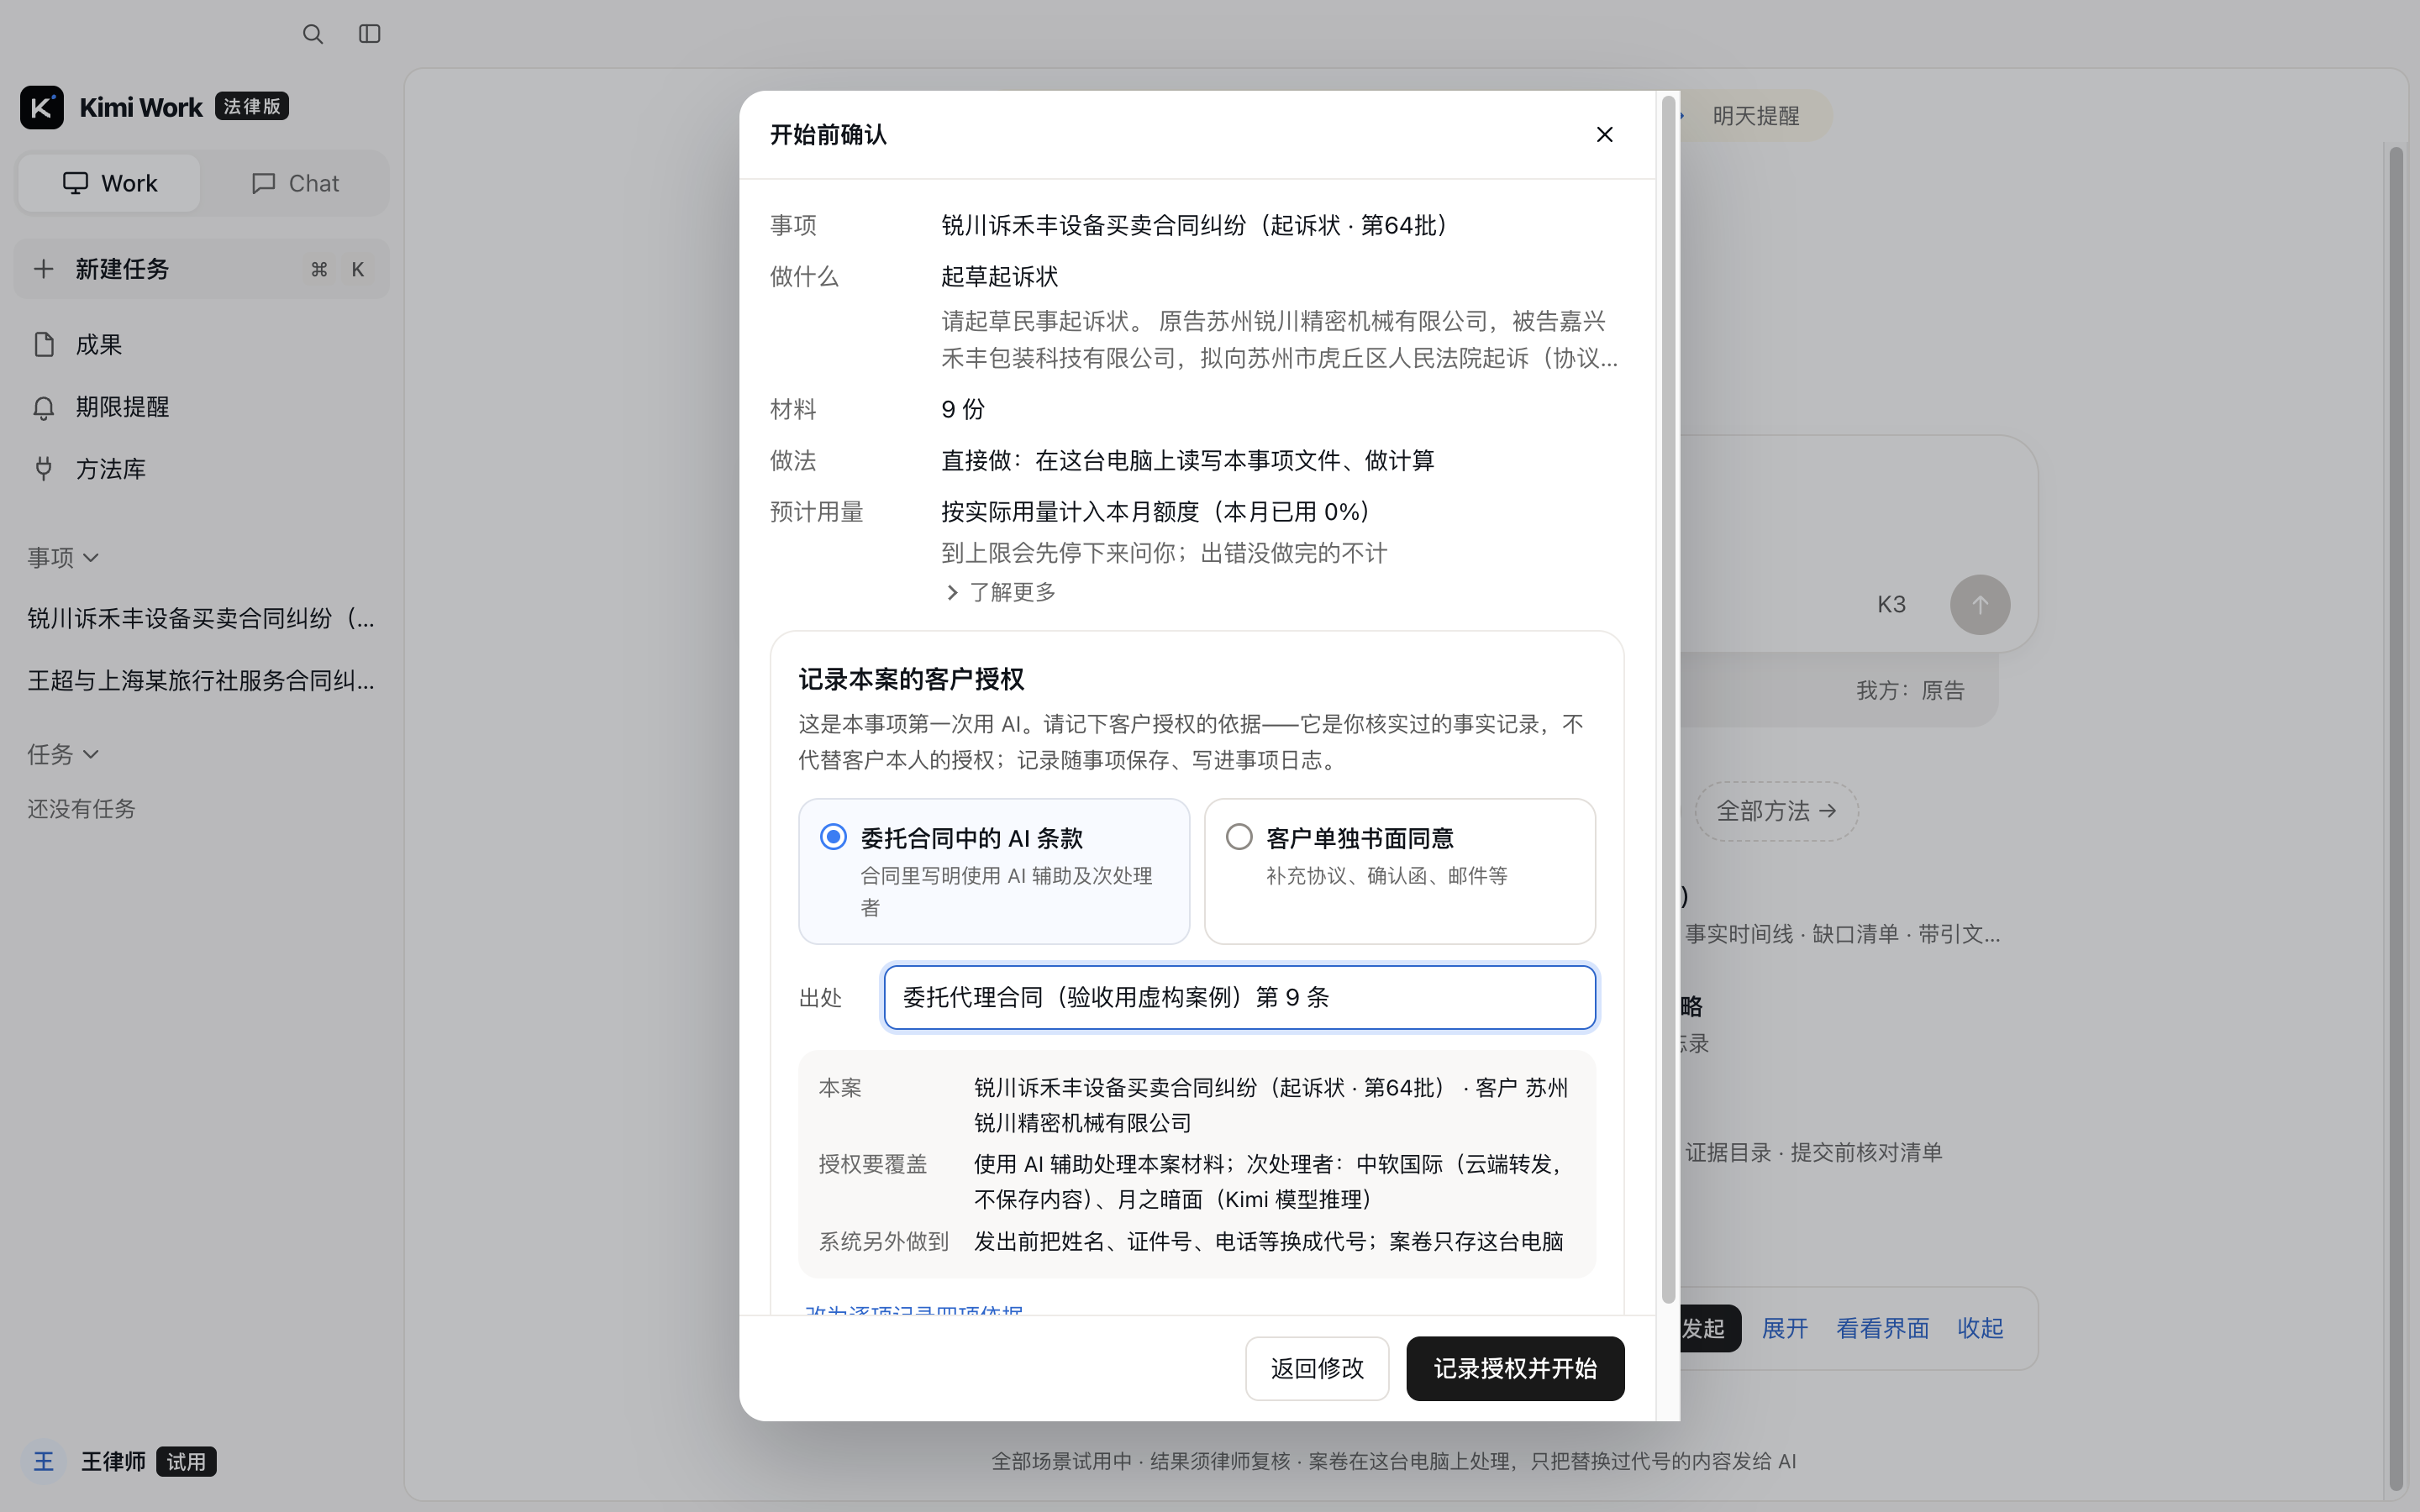 Kimi Work 法律版
Work
Chat
新建任务 ⌘ K
成果
期限提醒
方法库
事项
锐川诉禾丰设备买卖合同纠纷（...
王超与上海某旅行社服务合同纠...
任务
还没有任务
王 王律师 试用
开始前确认
事项 锐川诉禾丰设备买卖合同纠纷（起诉状 · 第64批）
做什么 起草起诉状
请起草民事起诉状。 原告苏州锐川精密机械有限公司，被告嘉兴
禾丰包装科技有限公司，拟向苏州市虎丘区人民法院起诉（协议...
材料 9 份
做法 直接做：在这台电脑上读写本事项文件、做计算
预计用量 按实际用量计入本月额度（本月已用 0%）
到上限会先停下来问你；出错没做完的不计
了解更多
记录本案的客户授权
这是本事项第一次用 AI。请记下客户授权的依据——它是你核实过的事实记录，不
代替客户本人的授权；记录随事项保存、写进事项日志。
委托合同中的 AI 条款
合同里写明使用 AI 辅助及次处理
者
客户单独书面同意
补充协议、确认函、邮件等
出处 委托代理合同（验收用虚构案例）第 9 条
本案 锐川诉禾丰设备买卖合同纠纷（起诉状 · 第64批） · 客户 苏州
锐川精密机械有限公司
授权要覆盖 使用 AI 辅助处理本案材料；次处理者：中软国际（云端转发，
不保存内容）、月之暗面（Kimi 模型推理）
系统另外做到 发出前把姓名、证件号、电话等换成代号；案卷只存这台电脑
改为逐项记录四项依据
返回修改
记录授权并开始
明天提醒
K3
我方：原告
全部方法 →
）
事实时间线 · 缺口清单 · 带引文...
略
忘录
证据目录 · 提交前核对清单
发起 展开 看看界面 收起
全部场景试用中 · 结果须律师复核 · 案卷在这台电脑上处理，只把替换过代号的内容发给 AI